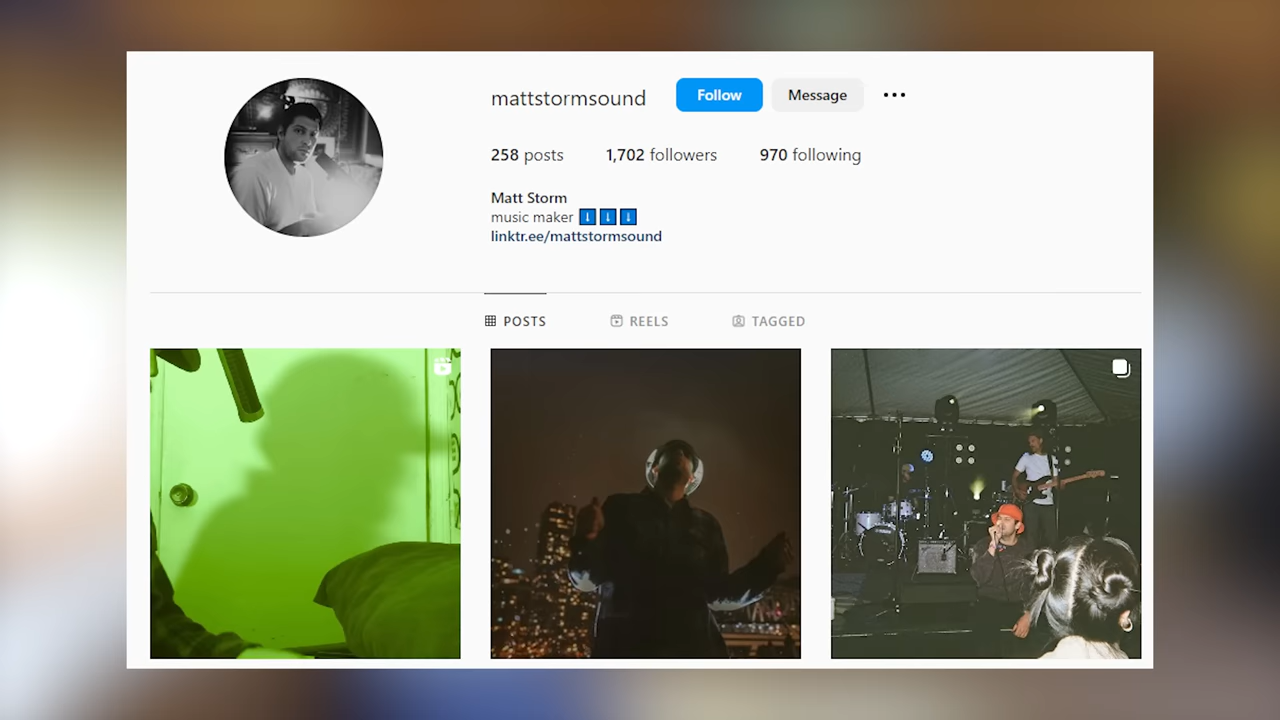 mattstormsound Follow Message
258 posts 1,702 followers 970 following
Matt Storm
music maker ⬇️⬇️⬇️
linktr.ee/mattstormsound
POSTS REELS TAGGED